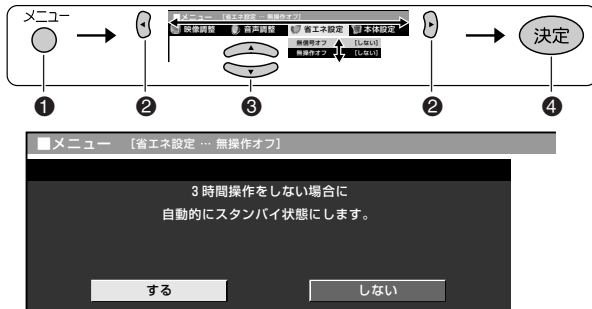 メニュー
■メニュー [省エネ設定 … 無操作オフ]
映像調整 音声調整 省エネ設定 本体設定
無信号オフ [しない]
無操作オフ [しない]
決定
❶ ❷ ❸ ❷ ❹
■メニュー [省エネ設定 … 無操作オフ]
3時間操作をしない場合に
自動的にスタンバイ状態にします。
する しない